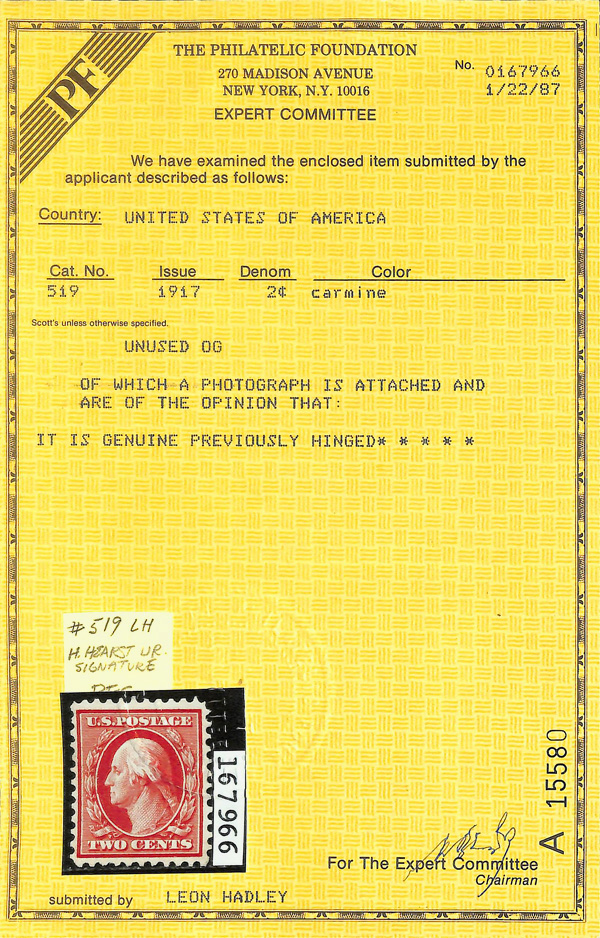 PF
THE PHILATELIC FOUNDATION
270 MADISON AVENUE
NEW YORK, N.Y. 10016
EXPERT COMMITTEE
No. 0167966
1/22/87
We have examined the enclosed item submitted by the
applicant described as follows:
Country: UNITED STATES OF AMERICA
Cat. No. Issue Denom Color
519 1917 2¢ carmine
Scott's unless otherwise specified.
UNUSED OG
OF WHICH A PHOTOGRAPH IS ATTACHED AND
ARE OF THE OPINION THAT:
IT IS GENUINE PREVIOUSLY HINGED* * * * *
#519 LH
H. HEARST UR.
SIGNATURE
U.S. POSTAGE
TWO CENTS
167966
A 15580
For The Expert Committee
Chairman
submitted by LEON HADLEY